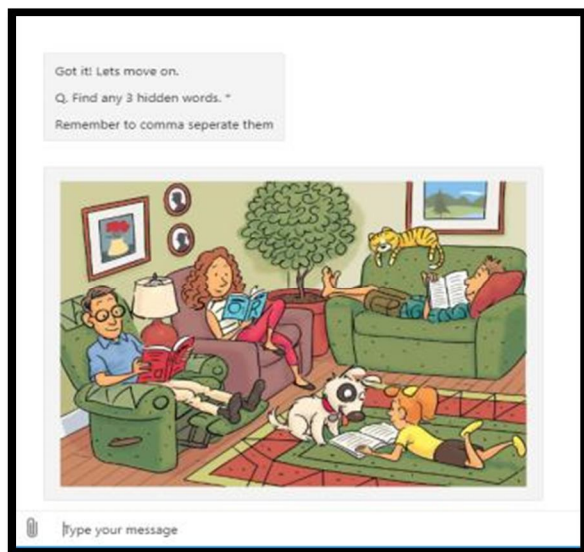 Got it! Lets move on.
Q. Find any 3 hidden words. *
Remember to comma seperate them
Type your message